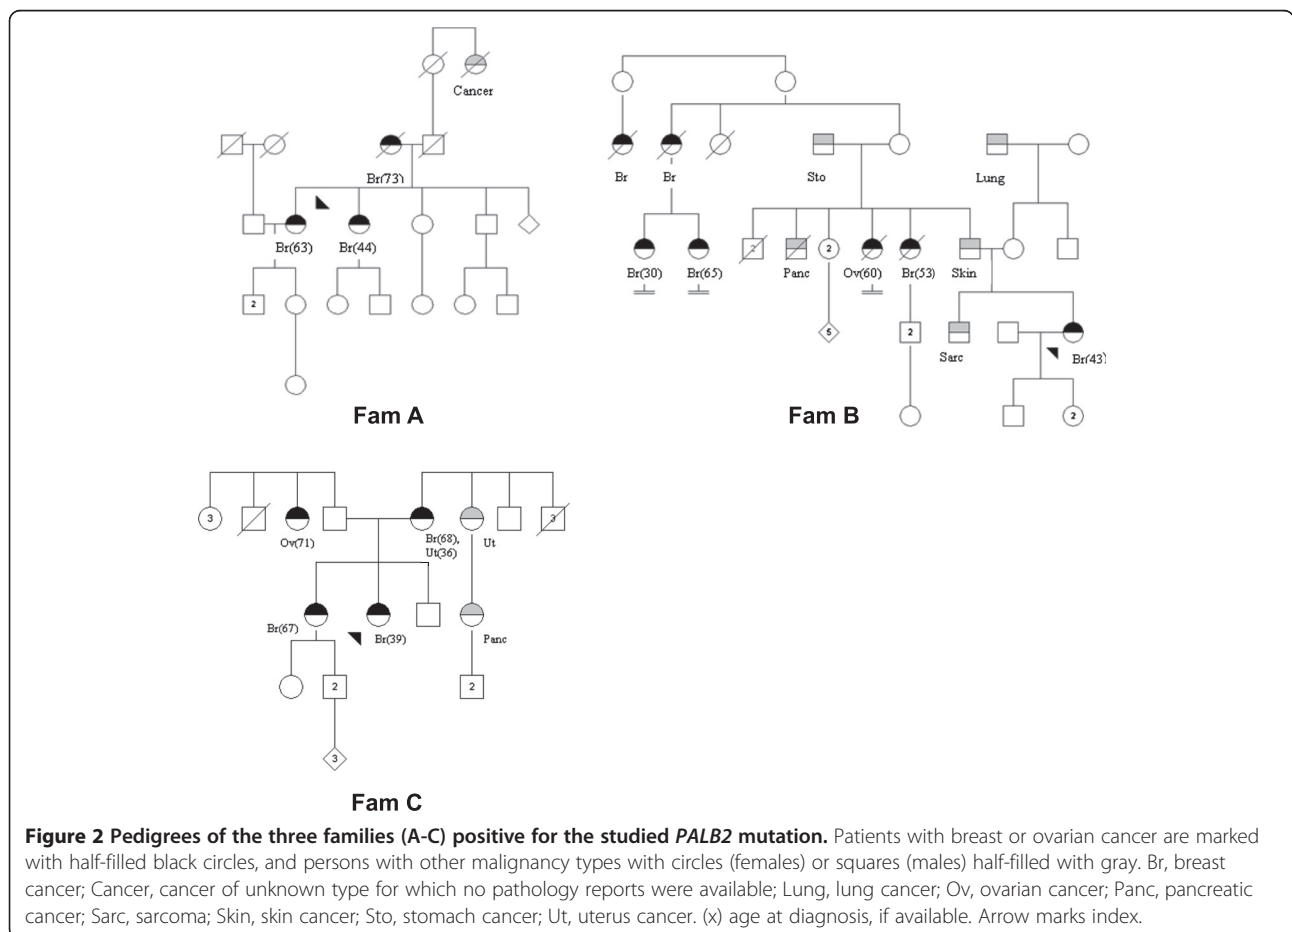 Cancer
Br(73)
Br(63) Br(44)
2
Fam A
Br Br Sto Lung
2 2
Br(30) Br(65) Panc Ov(60) Br(53) Skin
5 2
Sarc Br(43)
2
Fam B
3 3
Ov(71) Br(68), Ut
Ut(36)
Br(67) Br(39) Panc
2 2
3
Fam C
Figure 2 Pedigrees of the three families (A-C) positive for the studied PALB2 mutation. Patients with breast or ovarian cancer are marked
with half-filled black circles, and persons with other malignancy types with circles (females) or squares (males) half-filled with gray. Br, breast
cancer; Cancer, cancer of unknown type for which no pathology reports were available; Lung, lung cancer; Ov, ovarian cancer; Panc, pancreatic
cancer; Sarc, sarcoma; Skin, skin cancer; Sto, stomach cancer; Ut, uterus cancer. (x) age at diagnosis, if available. Arrow marks index.